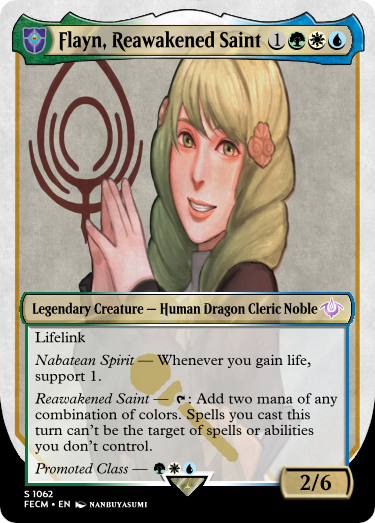 Flayn, Reawakened Saint 1
Legendary Creature — Human Dragon Cleric Noble
Lifelink
Nabatean Spirit — Whenever you gain life,
support 1.
Reawakened Saint — : Add two mana of any
combination of colors. Spells you cast this
turn can't be the target of spells or abilities
you don't control.
Promoted Class —
2/6
S 1062
FECM • EN NANBUYASUMI